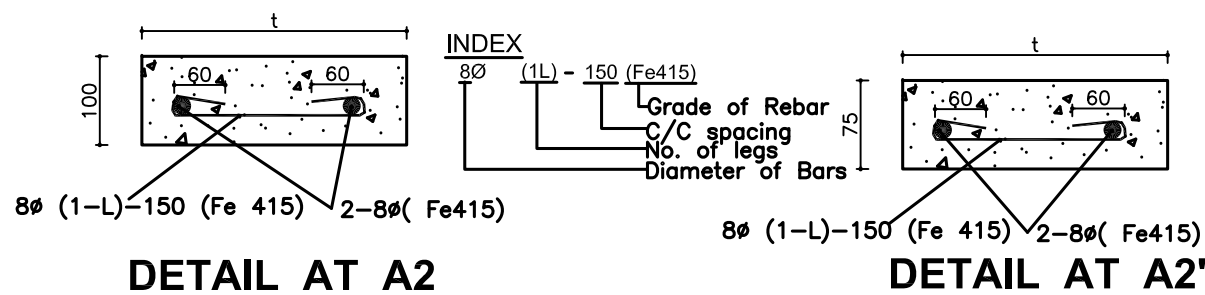 t
100
60 60
8ø (1-L)-150 (Fe 415) 2-8ø( Fe415)
DETAIL AT A2
INDEX
8Ø (1L) - 150 (Fe415)
Grade of Rebar
C/C spacing
No. of legs
Diameter of Bars
t
75
60 60
8ø (1-L)-150 (Fe 415) 2-8ø( Fe415)
DETAIL AT A2'